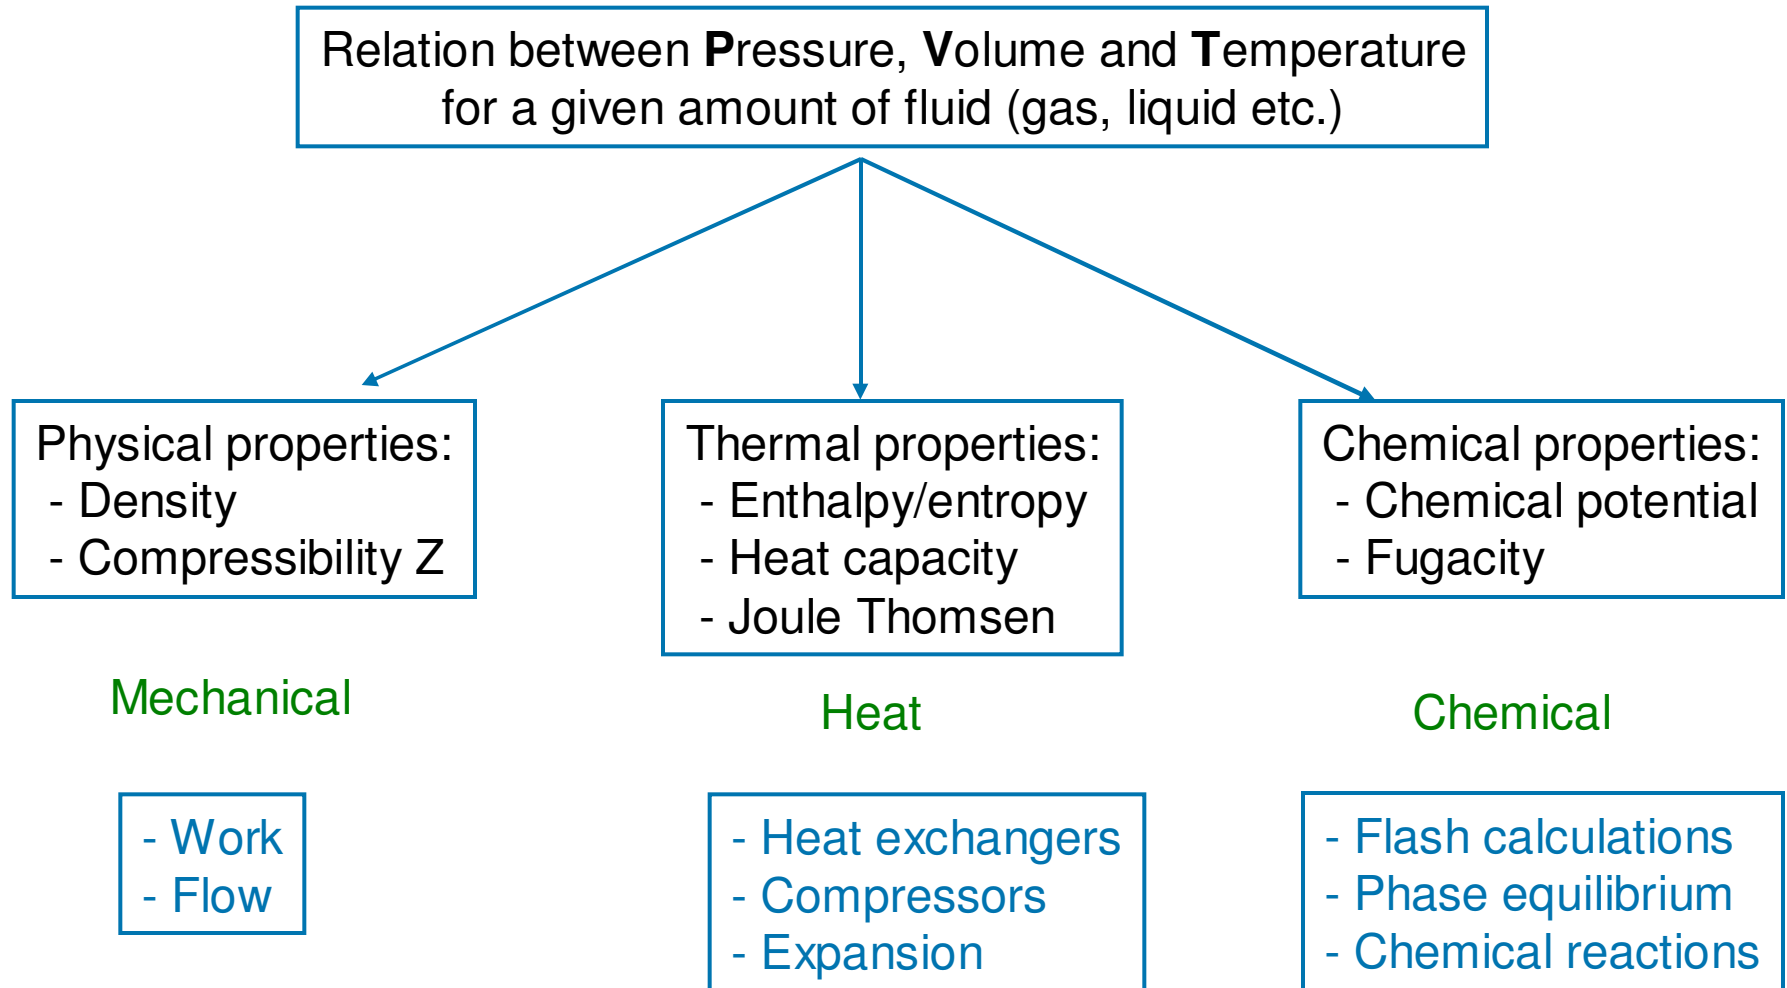 Relation between Pressure, Volume and Temperature
for a given amount of fluid (gas, liquid etc.)
Physical properties:
- Density
- Compressibility Z
Thermal properties:
- Enthalpy/entropy
- Heat capacity
- Joule Thomsen
Chemical properties:
- Chemical potential
- Fugacity
Mechanical
Heat
Chemical
- Work
- Flow
- Heat exchangers
- Compressors
- Expansion
- Flash calculations
- Phase equilibrium
- Chemical reactions